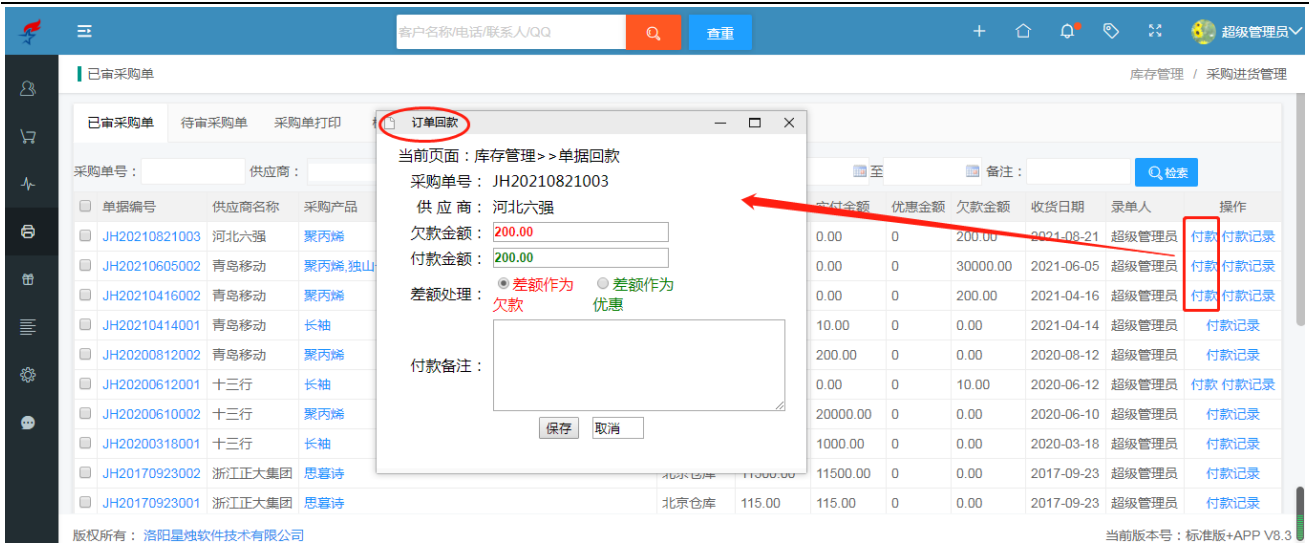 客户名称/电话/联系人/QQ 查重 超级管理员
已审采购单 库存管理 / 采购进货管理
已审采购单 待审采购单 采购单打印
订单回款
当前页面：库存管理>>单据回款
采购单号： JH20210821003
供 应 商： 河北六强
欠款金额： 200.00
付款金额： 200.00
差额处理： 差额作为欠款 差额作为优惠
付款备注：
保存 取消
采购单号： 供应商： 至 备注： 检索
单据编号 供应商名称 采购产品 实付金额 优惠金额 欠款金额 收货日期 录单人 操作
JH20210821003 河北六强 聚丙烯 0.00 0 200.00 2021-08-21 超级管理员 付款 付款记录
JH20210605002 青岛移动 聚丙烯,独山 0.00 0 30000.00 2021-06-05 超级管理员 付款 付款记录
JH20210416002 青岛移动 聚丙烯 0.00 0 200.00 2021-04-16 超级管理员 付款 付款记录
JH20210414001 青岛移动 长袖 10.00 0 0.00 2021-04-14 超级管理员 付款记录
JH20200812002 青岛移动 聚丙烯 200.00 0 0.00 2020-08-12 超级管理员 付款记录
JH20200612001 十三行 长袖 0.00 0 10.00 2020-06-12 超级管理员 付款 付款记录
JH20200610002 十三行 聚丙烯 20000.00 0 0.00 2020-06-10 超级管理员 付款记录
JH20200318001 十三行 长袖 1000.00 0 0.00 2020-03-18 超级管理员 付款记录
JH20170923002 浙江正大集团 思暮诗 北京仓库 11500.00 11500.00 0 0.00 2017-09-23 超级管理员 付款记录
JH20170923001 浙江正大集团 思暮诗 北京仓库 115.00 115.00 0 0.00 2017-09-23 超级管理员 付款记录
版权所有： 洛阳星烛软件技术有限公司 当前版本号：标准版+APP V8.3